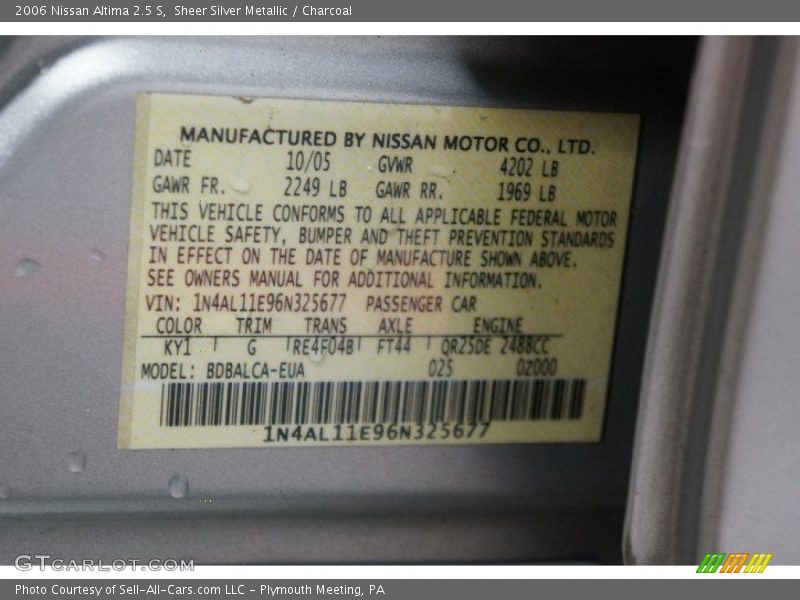 2006 Nissan Altima 2.5 S, Sheer Silver Metallic / Charcoal
MANUFACTURED BY NISSAN MOTOR CO., LTD.
DATE 10/05 GVWR 4202 LB
GAWR FR. 2249 LB GAWR RR. 1969 LB
THIS VEHICLE CONFORMS TO ALL APPLICABLE FEDERAL MOTOR
VEHICLE SAFETY, BUMPER AND THEFT PREVENTION STANDARDS
IN EFFECT ON THE DATE OF MANUFACTURE SHOWN ABOVE.
SEE OWNERS MANUAL FOR ADDITIONAL INFORMATION.
VIN: 1N4AL11E96N325677 PASSENGER CAR
COLOR TRIM TRANS AXLE ENGINE
KY1 G RE4F04B FT44 QR25DE 2488CC
MODEL: BDBALCA-EUA 025 0Z000
1N4AL11E96N325677
GTcarlot.com
Photo Courtesy of Sell-All-Cars.com LLC - Plymouth Meeting, PA